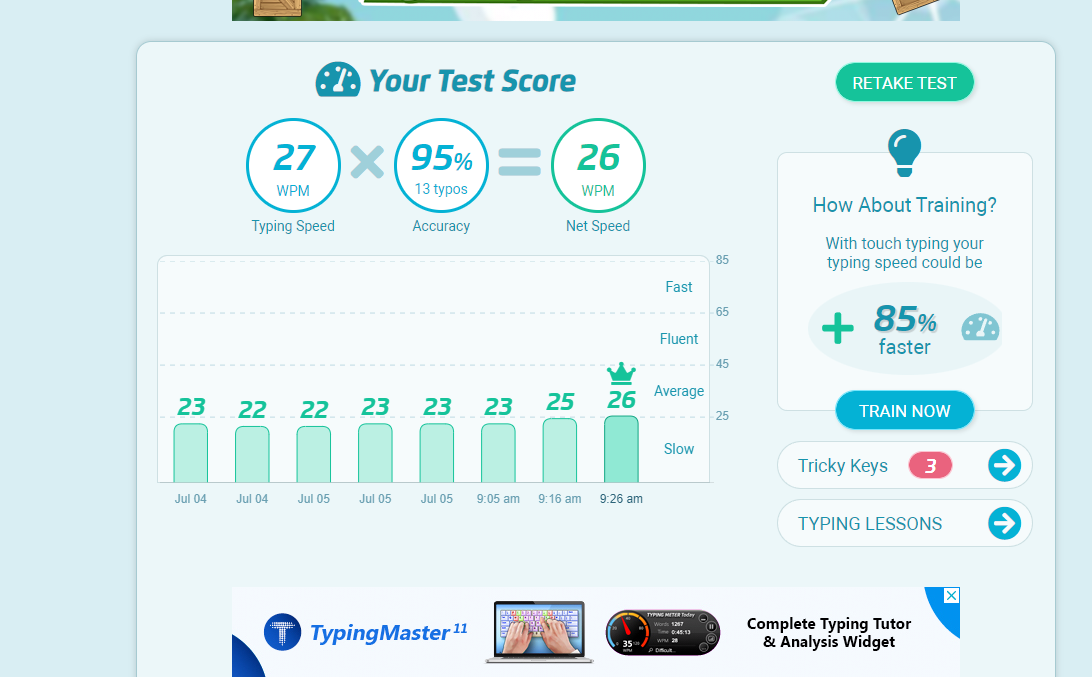 Your Test Score
RETAKE TEST
27
WPM
Typing Speed
95%
13 typos
Accuracy
26
WPM
Net Speed
How About Training?
With touch typing your
typing speed could be
85%
faster
TRAIN NOW
Tricky Keys 3
TYPING LESSONS
85
Fast
65
Fluent
45
Average
25
Slow
23 22 22 23 23 23 25 26
Jul 04 Jul 04 Jul 05 Jul 05 Jul 05 9:05 am 9:16 am 9:26 am
TypingMaster 11
TYPING METER Today
Words 1267
Time 0:45:13
WPM 28
35
WPM
Difficult...
Complete Typing Tutor
& Analysis Widget